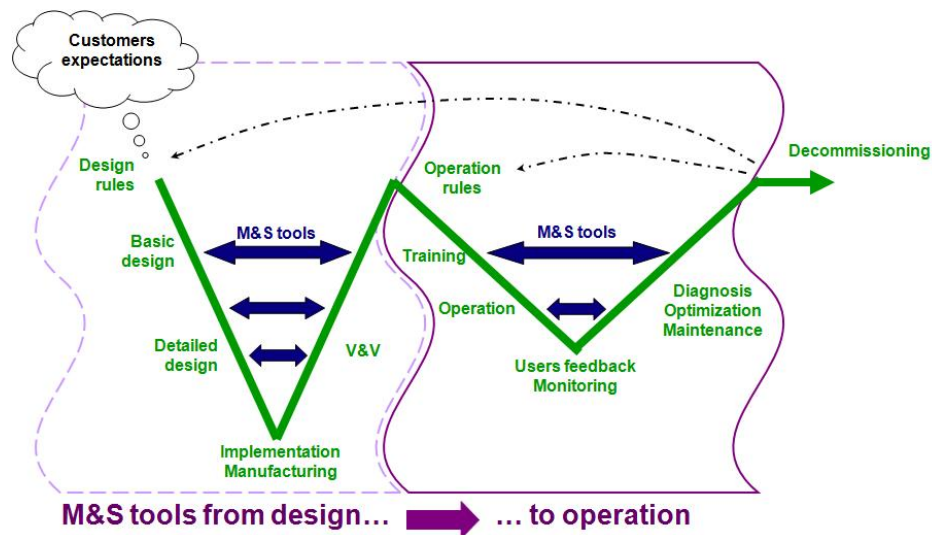 Customers
expectations
Design
rules
Basic
design
Detailed
design
Implementation
Manufacturing
V&V
M&S tools
Operation
rules
Training
Operation
Users feedback
Monitoring
M&S tools
Diagnosis
Optimization
Maintenance
Decommissioning
M&S tools from design… … to operation